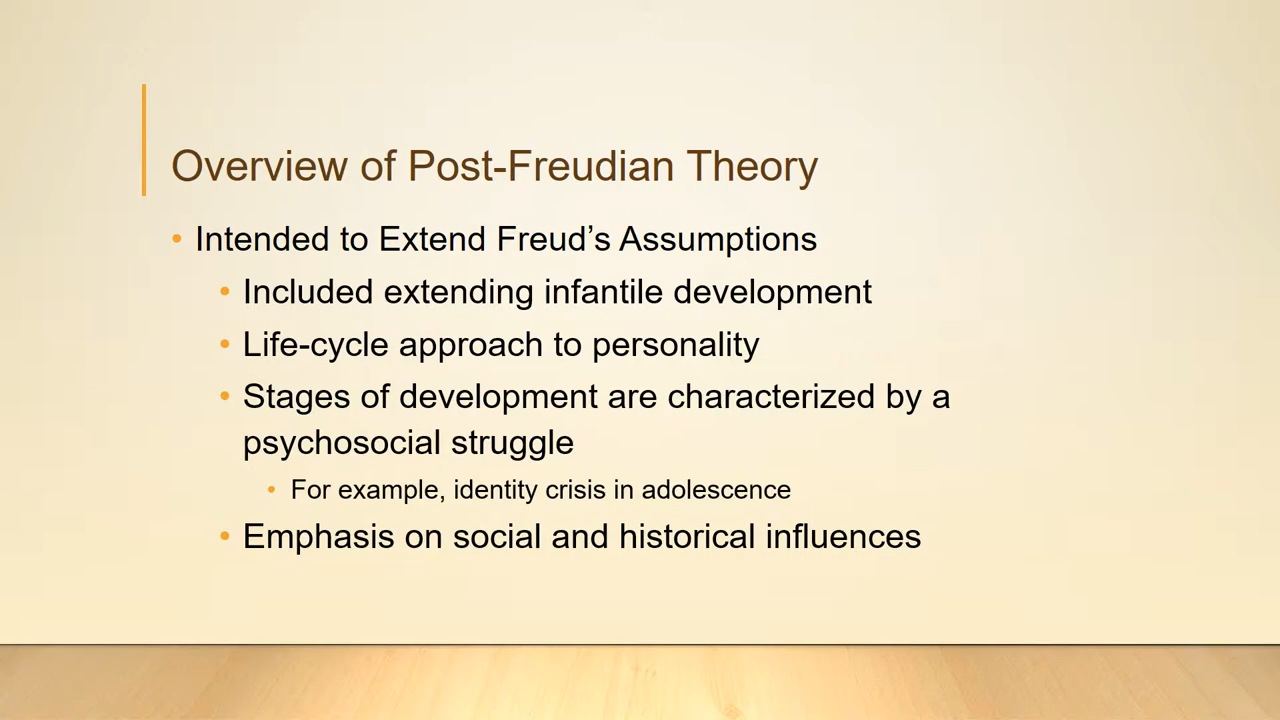 Overview of Post-Freudian Theory
• Intended to Extend Freud’s Assumptions
• Included extending infantile development
• Life-cycle approach to personality
• Stages of development are characterized by a
psychosocial struggle
• For example, identity crisis in adolescence
• Emphasis on social and historical influences